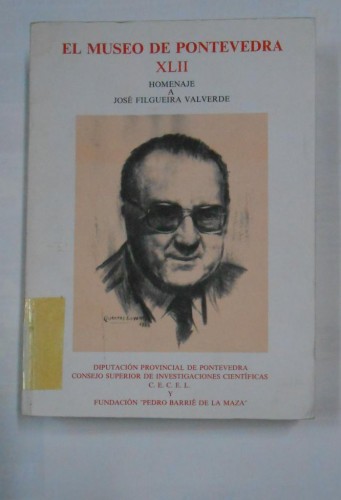 EL MUSEO DE PONTEVEDRA
XLII
HOMENAJE
A
JOSÉ FILGUEIRA VALVERDE
DIPUTACIÓN PROVINCIAL DE PONTEVEDRA
CONSEJO SUPERIOR DE INVESTIGACIONES CIENTÍFICAS
C. E. C. E. L.
Y
FUNDACIÓN "PEDRO BARRIÉ DE LA MAZA"